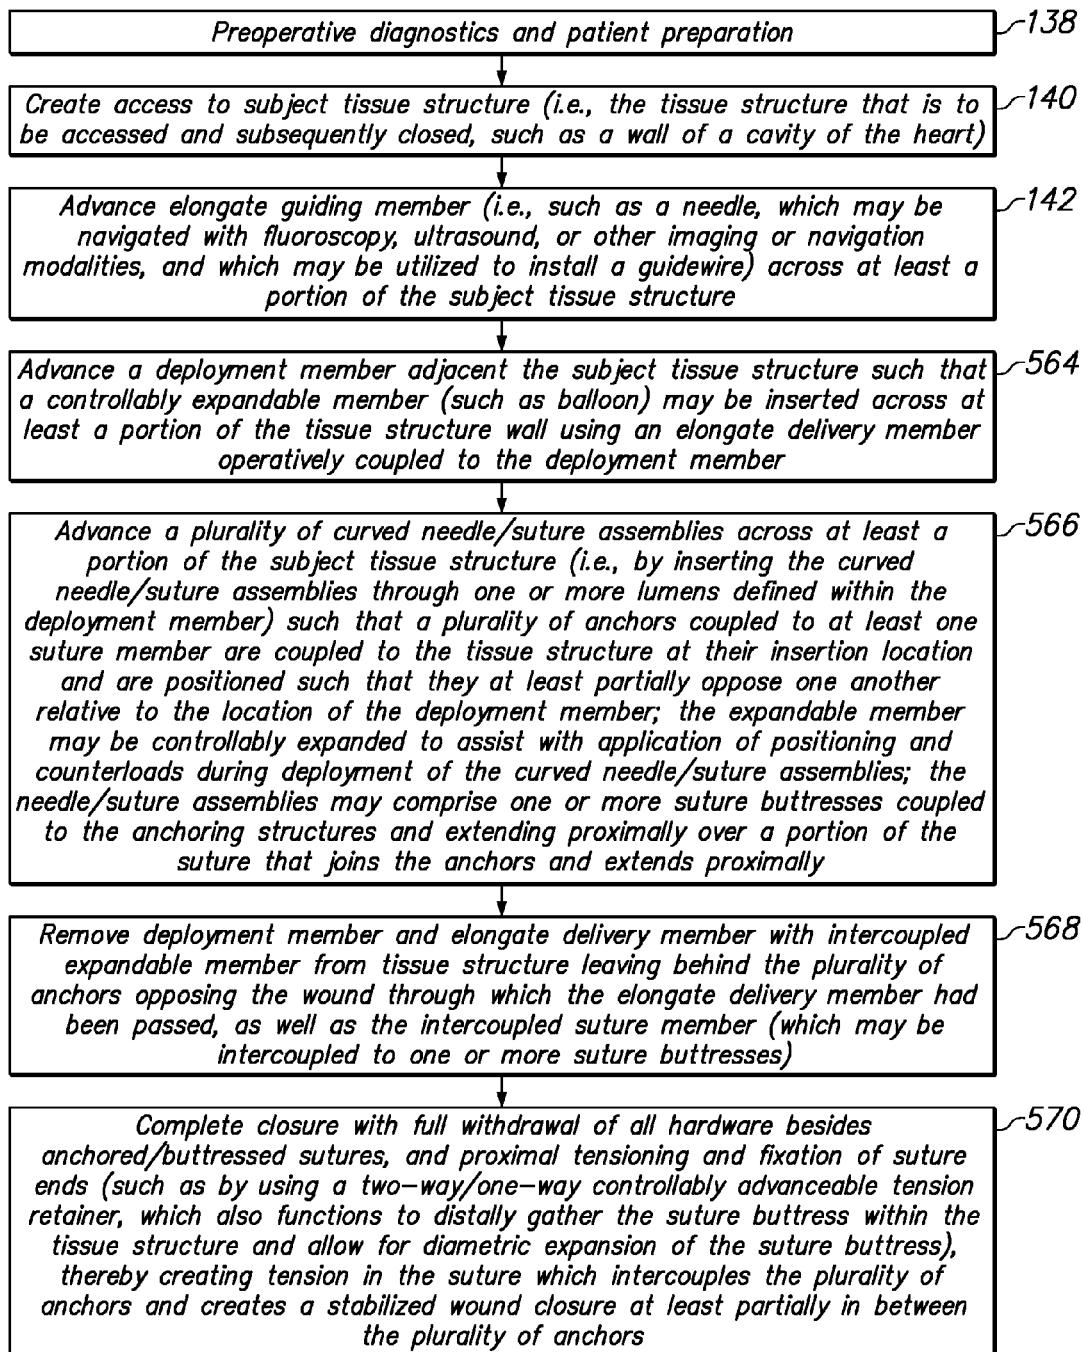 Preoperative diagnostics and patient preparation
138
Create access to subject tissue structure (i.e., the tissue structure that is to
be accessed and subsequently closed, such as a wall of a cavity of the heart)
140
Advance elongate guiding member (i.e., such as a needle, which may be
navigated with fluoroscopy, ultrasound, or other imaging or navigation
modalities, and which may be utilized to install a guidewire) across at least a
portion of the subject tissue structure
142
Advance a deployment member adjacent the subject tissue structure such that
a controllably expandable member (such as balloon) may be inserted across at
least a portion of the tissue structure wall using an elongate delivery member
operatively coupled to the deployment member
564
Advance a plurality of curved needle/suture assemblies across at least a
portion of the subject tissue structure (i.e., by inserting the curved
needle/suture assemblies through one or more lumens defined within the
deployment member) such that a plurality of anchors coupled to at least one
suture member are coupled to the tissue structure at their insertion location
and are positioned such that they at least partially oppose one another
relative to the location of the deployment member; the expandable member
may be controllably expanded to assist with application of positioning and
counterloads during deployment of the curved needle/suture assemblies; the
needle/suture assemblies may comprise one or more suture buttresses coupled
to the anchoring structures and extending proximally over a portion of the
suture that joins the anchors and extends proximally
566
Remove deployment member and elongate delivery member with intercoupled
expandable member from tissue structure leaving behind the plurality of
anchors opposing the wound through which the elongate delivery member had
been passed, as well as the intercoupled suture member (which may be
intercoupled to one or more suture buttresses)
568
Complete closure with full withdrawal of all hardware besides
anchored/buttressed sutures, and proximal tensioning and fixation of suture
ends (such as by using a two-way/one-way controllably advanceable tension
retainer, which also functions to distally gather the suture buttress within the
tissue structure and allow for diametric expansion of the suture buttress),
thereby creating tension in the suture which intercouples the plurality of
anchors and creates a stabilized wound closure at least partially in between
the plurality of anchors
570